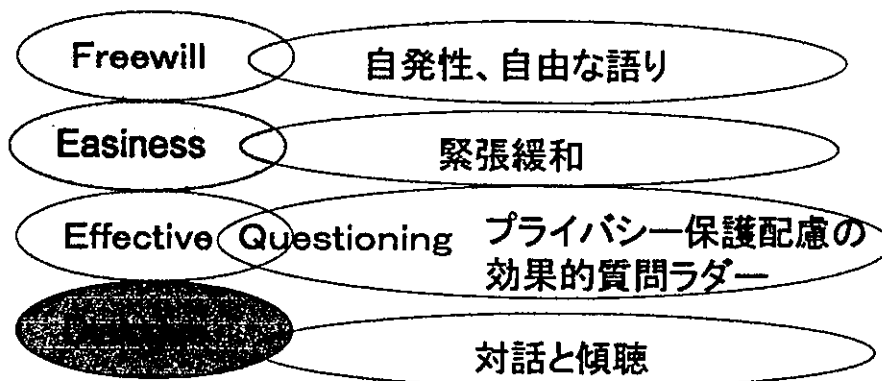 Freewill 自発性、自由な語り
Easiness 緊張緩和
Effective Questioning プライバシー保護配慮の
効果的質問ラダー
対話と傾聴